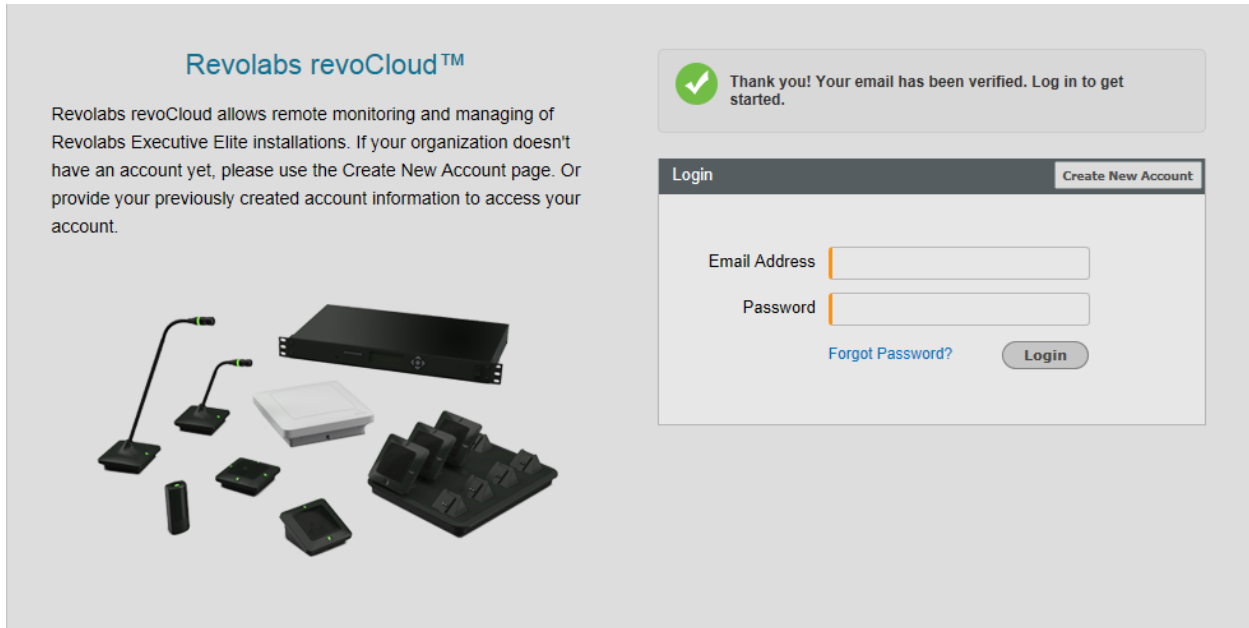 Revolabs revoCloud™
Revolabs revoCloud allows remote monitoring and managing of
Revolabs Executive Elite installations. If your organization doesn't
have an account yet, please use the Create New Account page. Or
provide your previously created account information to access your
account.
Thank you! Your email has been verified. Log in to get
started.
Login
Create New Account
Email Address
Password
Forgot Password?
Login